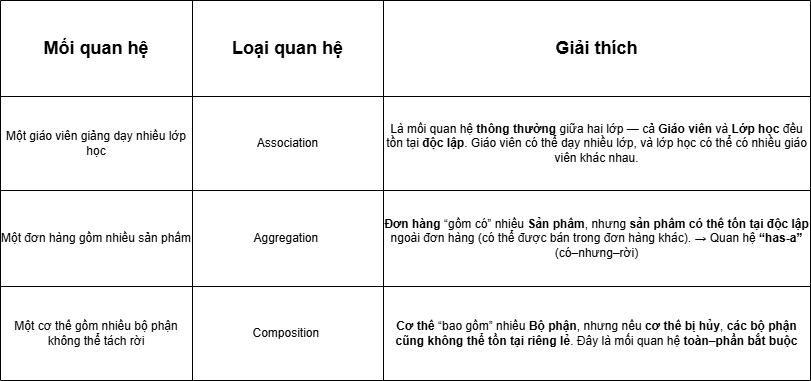 Mối quan hệ
Loại quan hệ
Giải thích
Một giáo viên giảng dạy nhiều lớp
học
Association
Là mối quan hệ thông thường giữa hai lớp — cả Giáo viên và Lớp học đều
tồn tại độc lập. Giáo viên có thể dạy nhiều lớp, và lớp học có thể có nhiều giáo
viên khác nhau.
Một đơn hàng gồm nhiều sản phẩm
Aggregation
Đơn hàng “gồm có” nhiều Sản phẩm, nhưng sản phẩm có thể tồn tại độc lập
ngoài đơn hàng (có thể được bán trong đơn hàng khác). → Quan hệ “has-a”
(có–nhưng–rời)
Một cơ thể gồm nhiều bộ phận
không thể tách rời
Composition
Cơ thể “bao gồm” nhiều Bộ phận, nhưng nếu cơ thể bị hủy, các bộ phận
cũng không thể tồn tại riêng lẻ. Đây là mối quan hệ toàn–phần bắt buộc